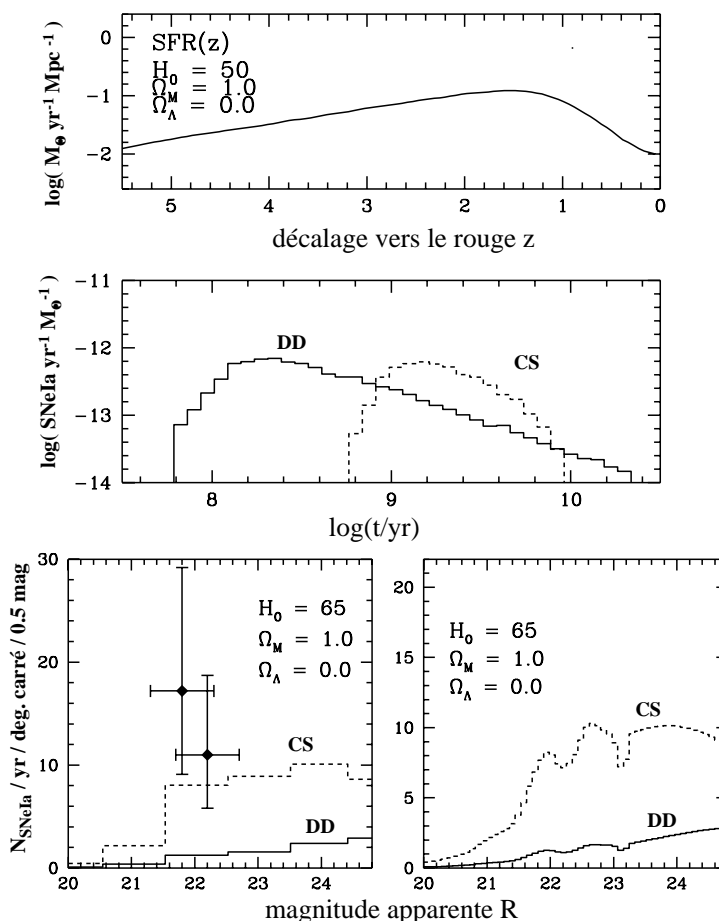 SFR(z)
H₀ = 50
Ω_M = 1.0
Ω_Λ = 0.0
log( M_⊙ yr⁻¹ Mpc⁻¹ )
0
−1
−2
5 4 3 2 1 0
décalage vers le rouge z
log( SNeIa yr⁻¹ M_⊙⁻¹ )
−11
−12
−13
−14
DD
CS
8 9 10
log(t/yr)
N_SNeIa / yr / deg. carré / 0.5 mag
30
20
10
0
H₀ = 65
Ω_M = 1.0
Ω_Λ = 0.0
CS
DD
20 21 22 23 24
20
15
10
5
0
H₀ = 65
Ω_M = 1.0
Ω_Λ = 0.0
CS
DD
20 21 22 23 24
magnitude apparente R